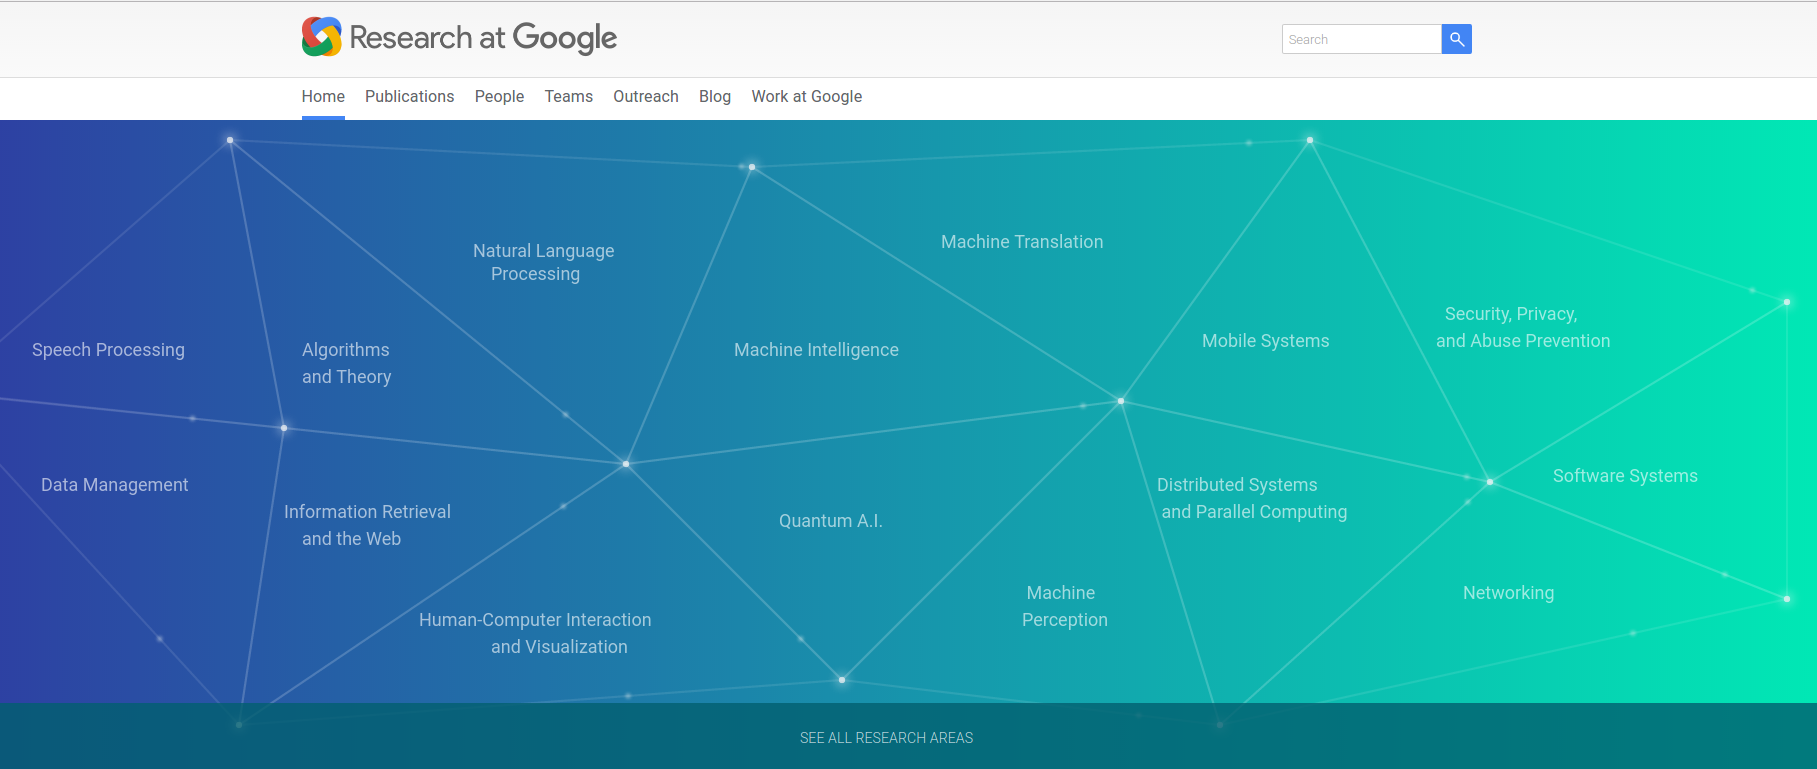 Research at Google
Search
Home Publications People Teams Outreach Blog Work at Google
Natural Language
Processing
Machine Translation
Speech Processing
Algorithms
and Theory
Machine Intelligence
Mobile Systems
Security, Privacy,
and Abuse Prevention
Data Management
Information Retrieval
and the Web
Quantum A.I.
Distributed Systems
and Parallel Computing
Software Systems
Human-Computer Interaction
and Visualization
Machine
Perception
Networking
SEE ALL RESEARCH AREAS